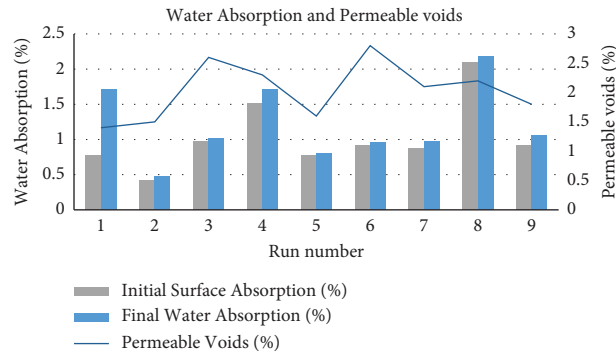 Water Absorption and Permeable voids
Water Absorption (%)
2.5
2
1.5
1
0.5
0
3
2.5
2
1.5
1
0.5
0
Permeable voids (%)
1 2 3 4 5 6 7 8 9
Run number
Initial Surface Absorption (%)
Final Water Absorption (%)
Permeable Voids (%)